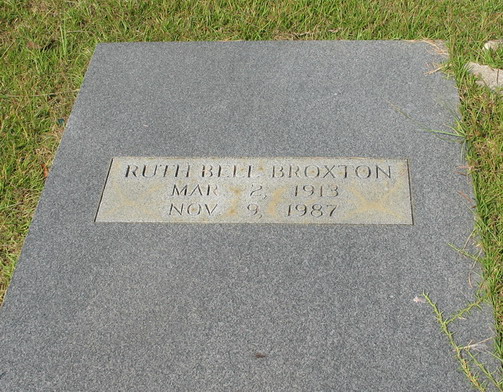 RUTH BELL BROXTON
MAR. 2, 1913
NOV. 9, 1987